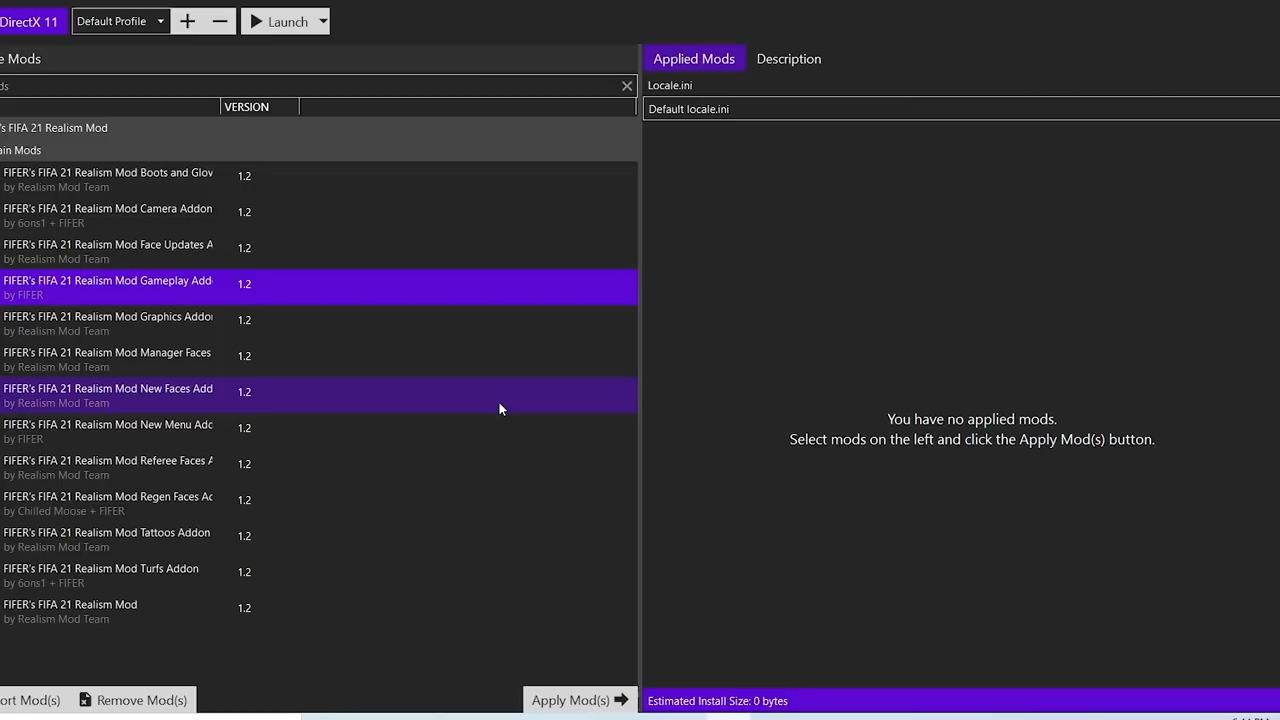 DirectX 11
Default Profile
Launch
e Mods
ds
VERSION
's FIFA 21 Realism Mod
ain Mods
FIFER's FIFA 21 Realism Mod Boots and Glov
by Realism Mod Team
1.2
FIFER's FIFA 21 Realism Mod Camera Addon
by 6ons1 + FIFER
1.2
FIFER's FIFA 21 Realism Mod Face Updates A
by Realism Mod Team
1.2
FIFER's FIFA 21 Realism Mod Gameplay Addo
by FIFER
1.2
FIFER's FIFA 21 Realism Mod Graphics Addon
by Realism Mod Team
1.2
FIFER's FIFA 21 Realism Mod Manager Faces
by Realism Mod Team
1.2
FIFER's FIFA 21 Realism Mod New Faces Add
by Realism Mod Team
1.2
FIFER's FIFA 21 Realism Mod New Menu Adc
by FIFER
1.2
FIFER's FIFA 21 Realism Mod Referee Faces A
by Realism Mod Team
1.2
FIFER's FIFA 21 Realism Mod Regen Faces Ac
by Chilled Moose + FIFER
1.2
FIFER's FIFA 21 Realism Mod Tattoos Addon
by Realism Mod Team
1.2
FIFER's FIFA 21 Realism Mod Turfs Addon
by 6ons1 + FIFER
1.2
FIFER's FIFA 21 Realism Mod
by Realism Mod Team
1.2
ort Mod(s)
Remove Mod(s)
Apply Mod(s)
Applied Mods
Description
Locale.ini
Default locale.ini
You have no applied mods.
Select mods on the left and click the Apply Mod(s) button.
Estimated Install Size: 0 bytes